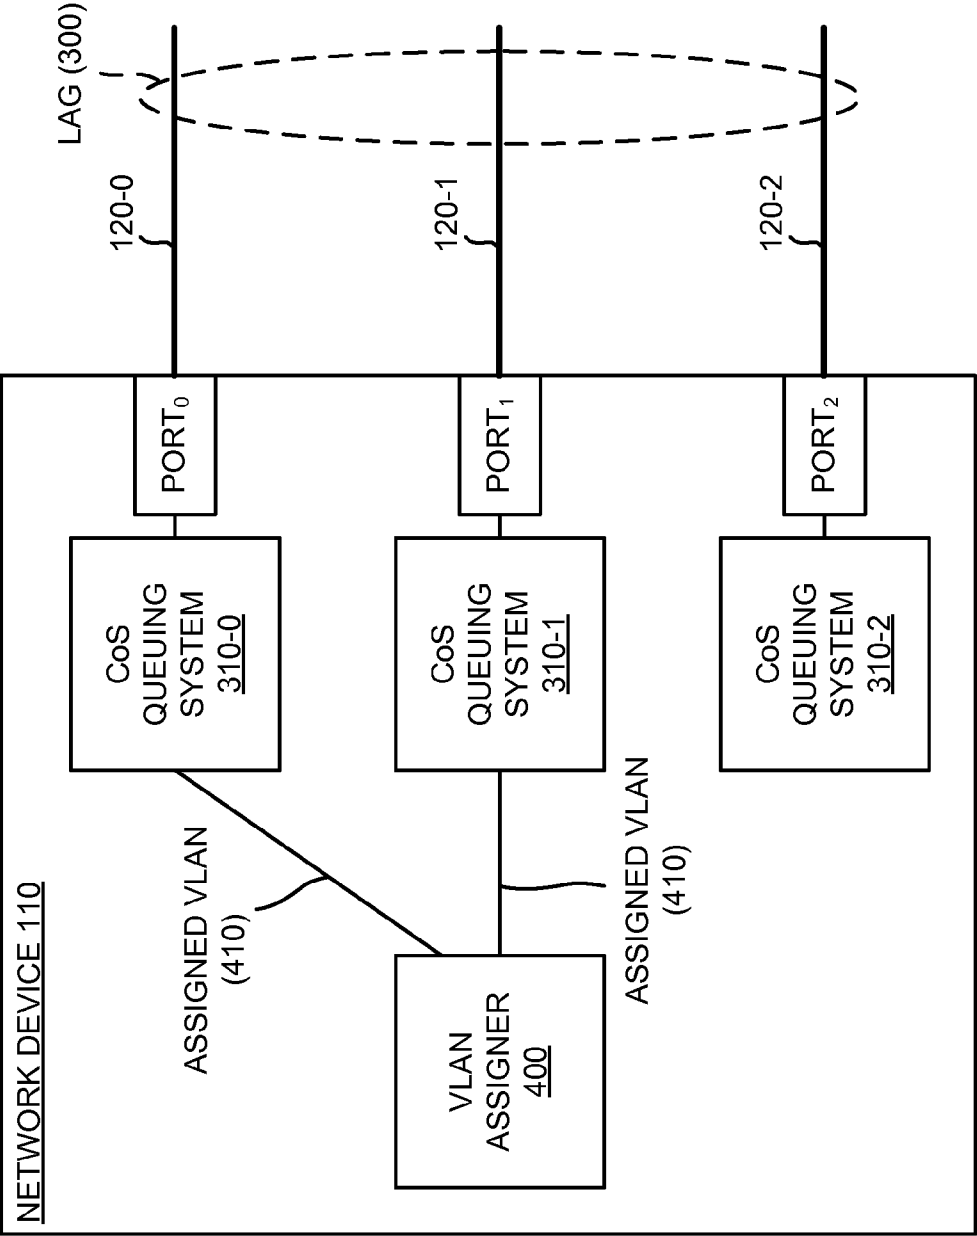 NETWORK DEVICE 110
VLAN
ASSIGNER
400
ASSIGNED VLAN
(410)
ASSIGNED VLAN
(410)
CoS
QUEUING
SYSTEM
310-0
PORT0
120-0
LAG (300)
CoS
QUEUING
SYSTEM
310-1
PORT1
120-1
CoS
QUEUING
SYSTEM
310-2
PORT2
120-2